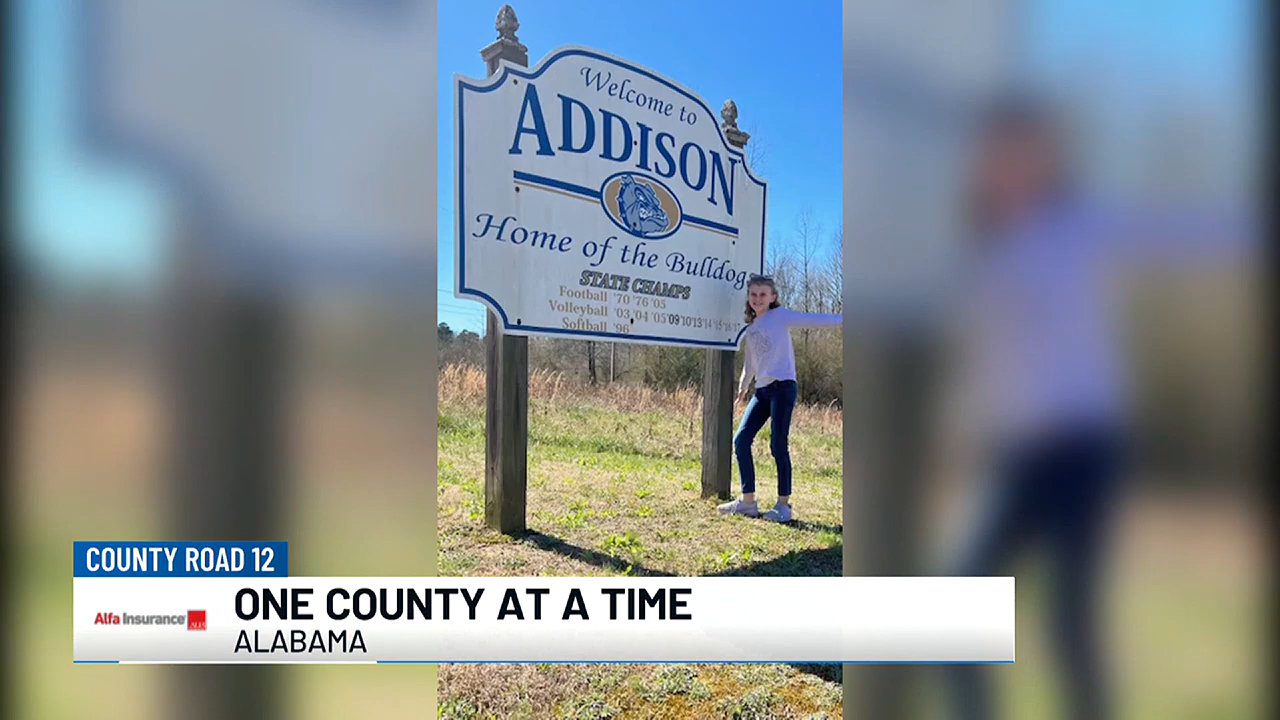 Welcome to
ADDISON
Home of the Bulldogs
STATE CHAMPS
Football '70 '76 '05
Volleyball '03 '04 '05 '09 '10 '13 '14 '15 '16 '17
Softball '96
COUNTY ROAD 12
Alfa Insurance
ONE COUNTY AT A TIME
ALABAMA